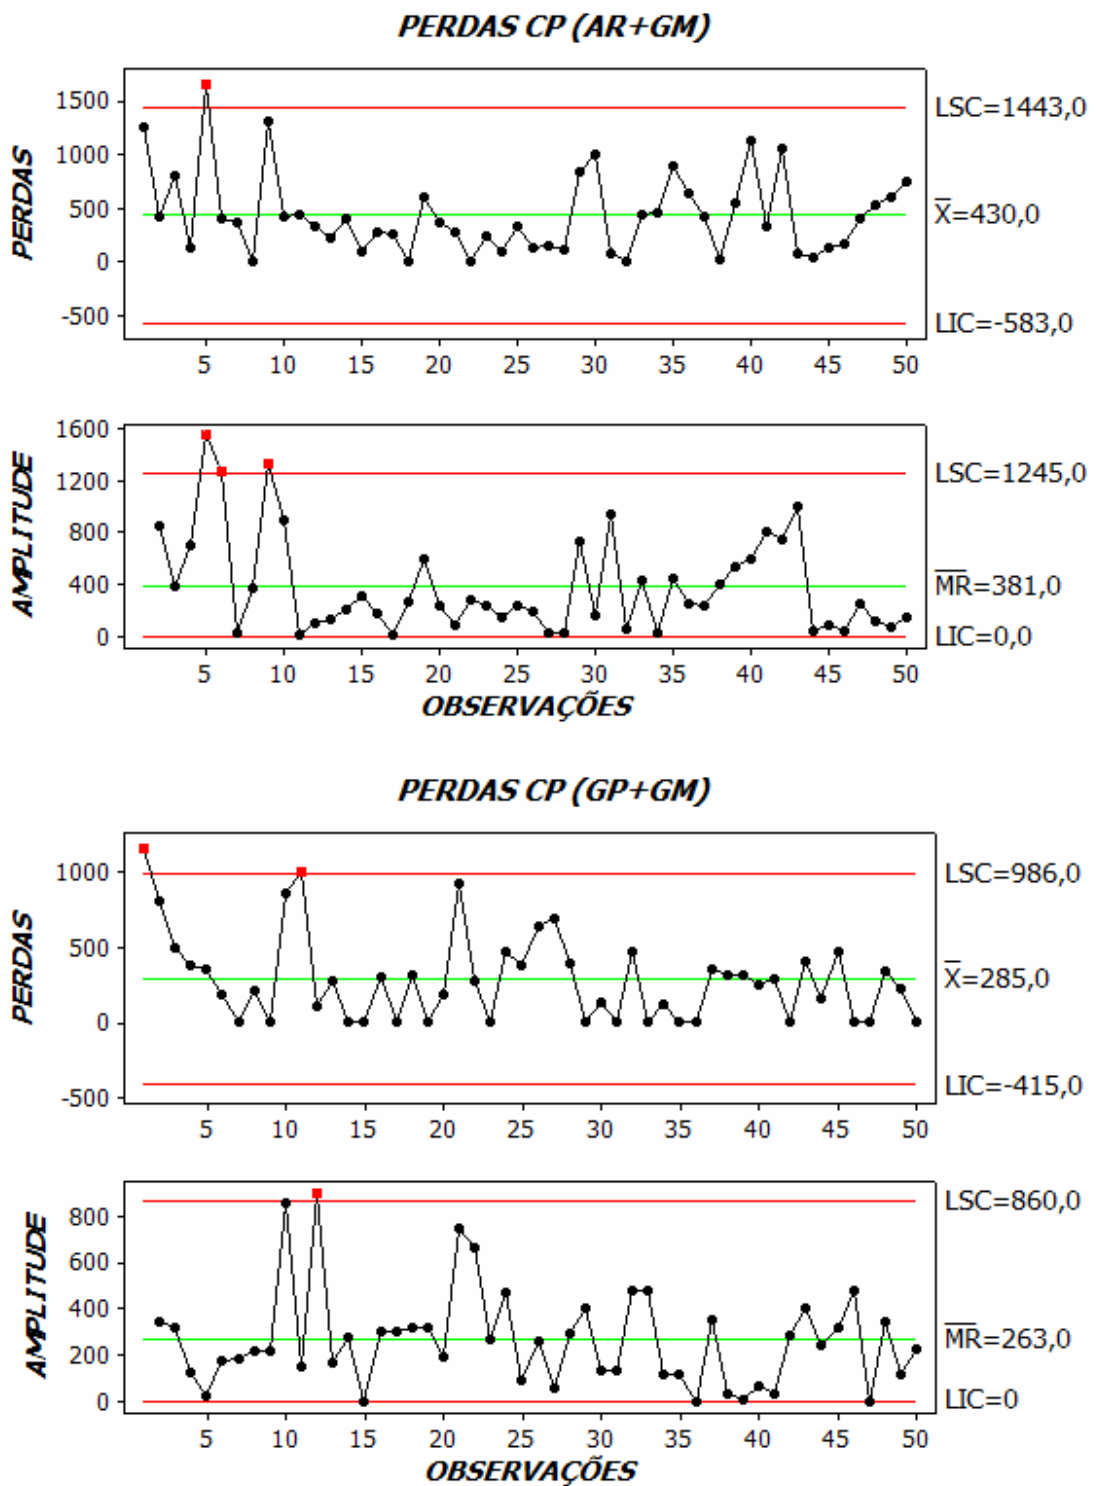 PERDAS CP (AR+GM)
PERDAS
1500
1000
500
0
-500
LSC=1443,0
X̅=430,0
LIC=-583,0
5 10 15 20 25 30 35 40 45 50
AMPLITUDE
1600
1200
800
400
0
LSC=1245,0
M̅R̅=381,0
LIC=0,0
5 10 15 20 25 30 35 40 45 50
OBSERVAÇÕES
PERDAS CP (GP+GM)
PERDAS
1000
500
0
-500
LSC=986,0
X̅=285,0
LIC=-415,0
5 10 15 20 25 30 35 40 45 50
AMPLITUDE
800
600
400
200
0
LSC=860,0
M̅R̅=263,0
LIC=0
5 10 15 20 25 30 35 40 45 50
OBSERVAÇÕES